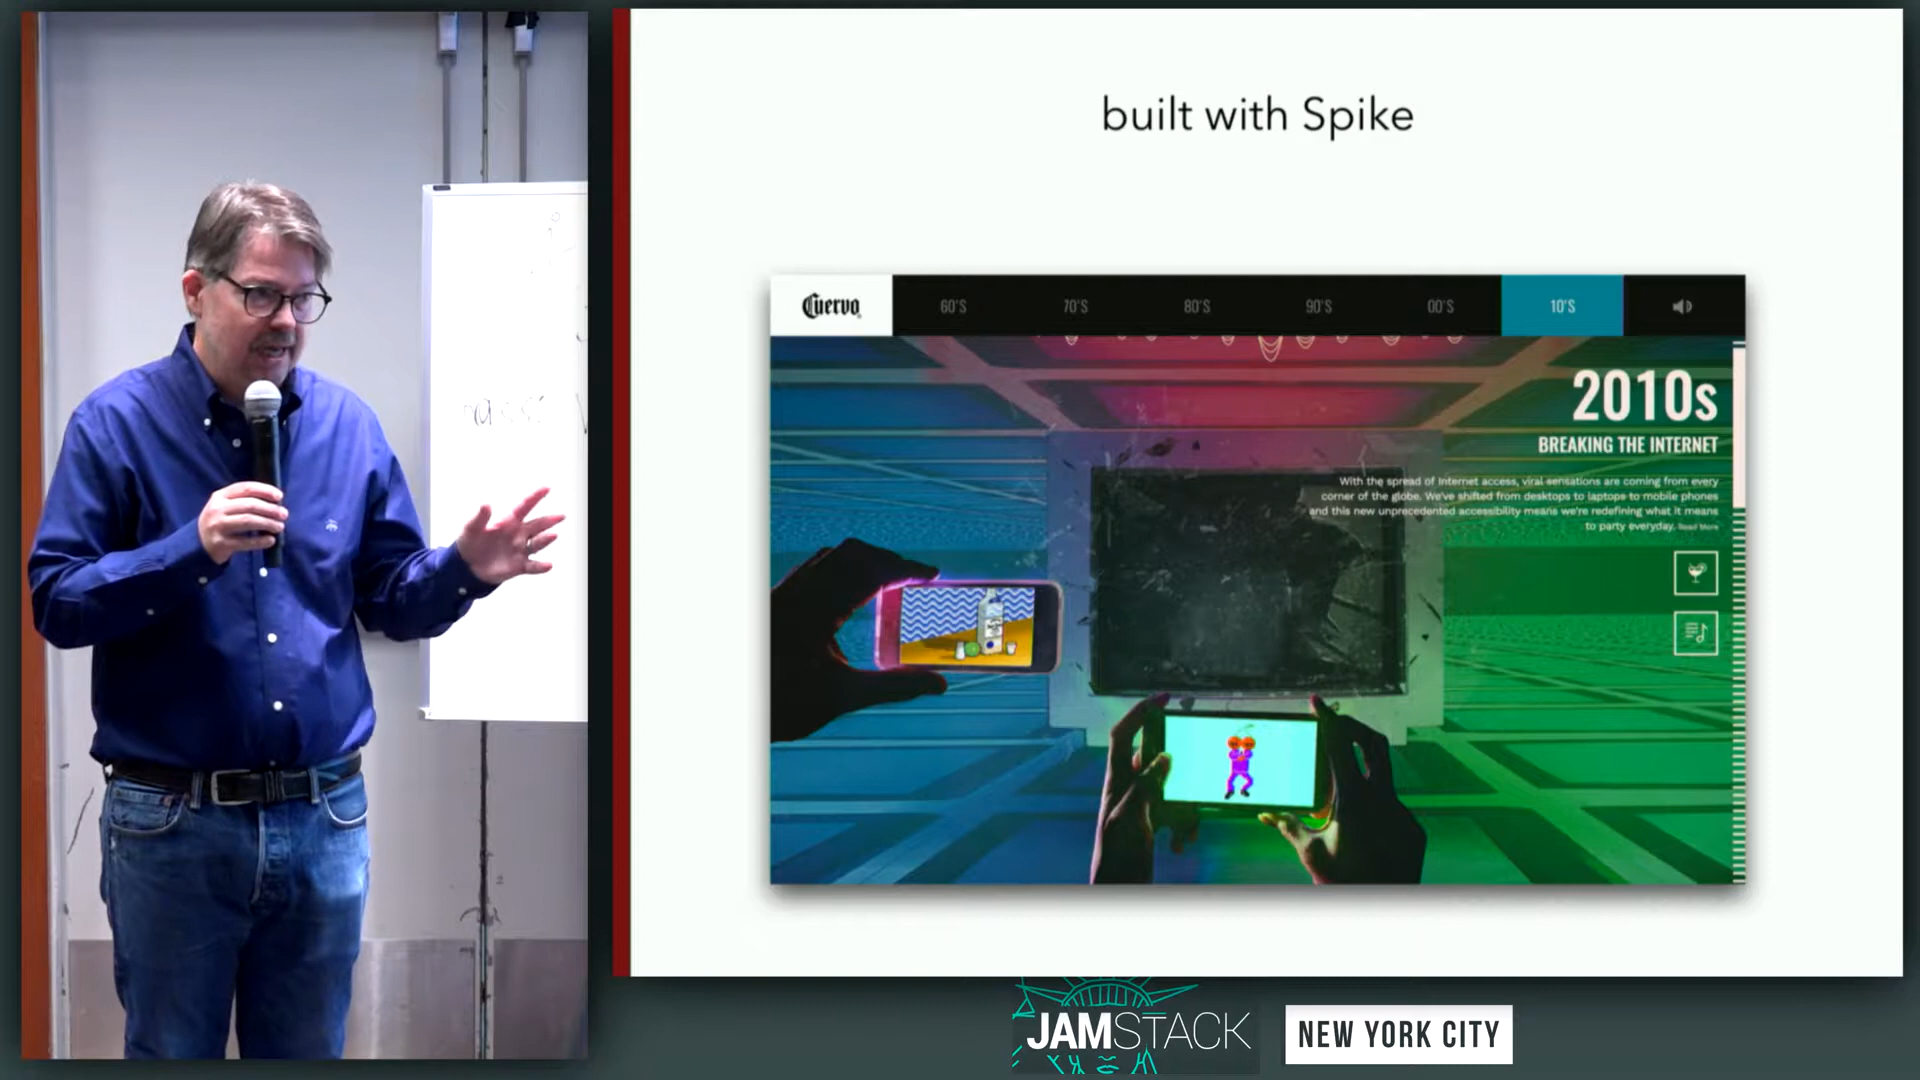 built with Spike
Cuervo
60'S
70'S
80'S
90'S
00'S
10'S
2010s
BREAKING THE INTERNET
With the spread of Internet access, viral sensations are coming from every
corner of the globe. We've shifted from desktops to laptops to mobile phones
and this new unprecedented accessibility means we're redefining what it means
to party everyday. Read More
JAMSTACK
NEW YORK CITY